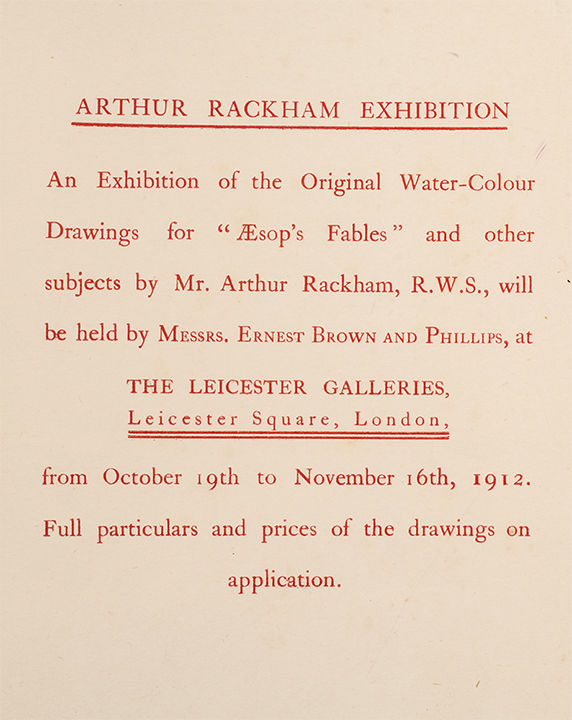 ARTHUR RACKHAM EXHIBITION
An Exhibition of the Original Water-Colour
Drawings for “Æsop’s Fables” and other
subjects by Mr. Arthur Rackham, R.W.S., will
be held by Messrs. Ernest Brown and Phillips, at
THE LEICESTER GALLERIES,
Leicester Square, London,
from October 19th to November 16th, 1912.
Full particulars and prices of the drawings on
application.